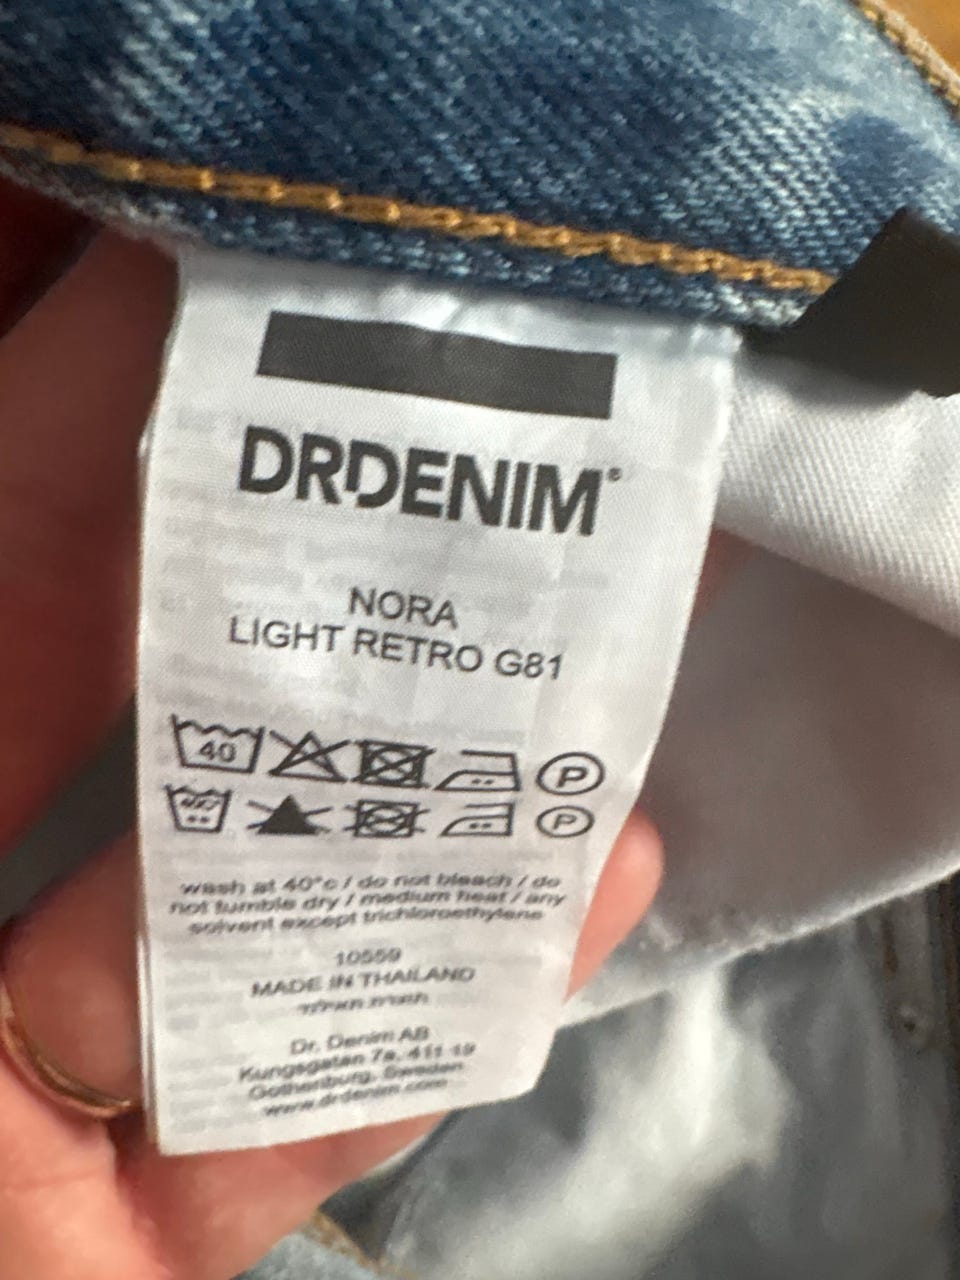 DRDENIM®
NORA
LIGHT RETRO G81
40
P
P
wash at 40°c / do not bleach / do
not tumble dry / medium heat / any
solvent except trichloroethylene
10559
MADE IN THAILAND
Dr. Denim AB
Kungsgatan 7a, 411 19
Gothenburg, Sweden
www.drdenim.com